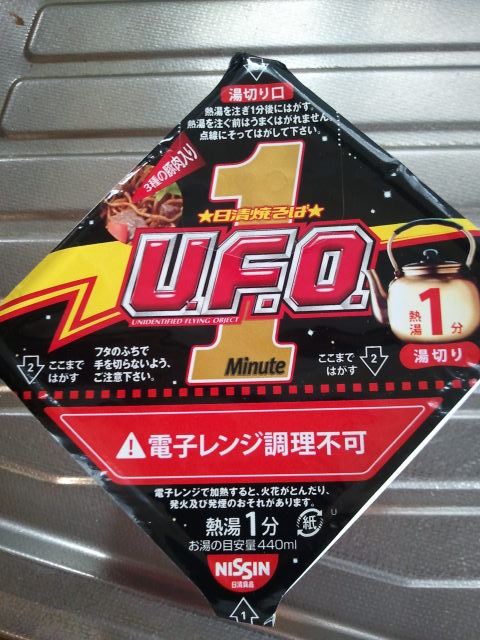 湯切り口
熱湯を注ぎ1分後にはがす。
熱湯を注ぐ前はうまくはがれません。
点線にそってはがして下さい。
3種の豚肉入り
1
★日清焼そば★
U.F.O.
UNIDENTIFIED FLYING OBJECT
Minute
熱湯1分
湯切り
2
ここまで
はがす
フタのふちで
手を切らないよう、
ご注意下さい。
ここまで
はがす
2
電子レンジ調理不可
電子レンジで加熱すると、火花がとんだり、
発火及び発煙のおそれがあります。
熱湯1分
紙
U
お湯の目安量440ml
NISSIN
日清食品
1